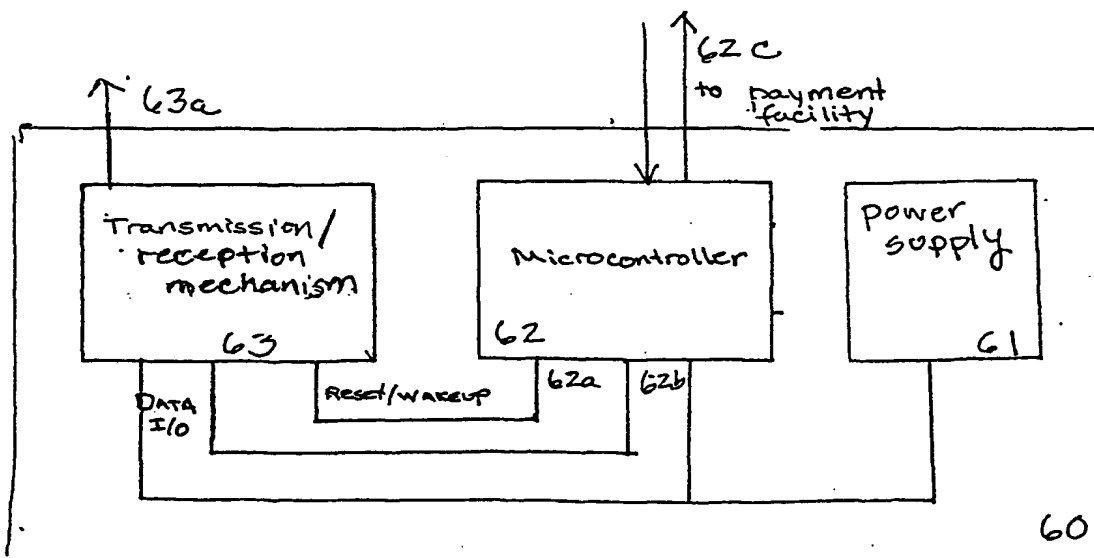 63a
62c
to payment
facility
Transmission/
reception
mechanism
63
Microcontroller
62
power
supply
61
DATA
I/O
Reset/WAKEUP
62a
62b
60